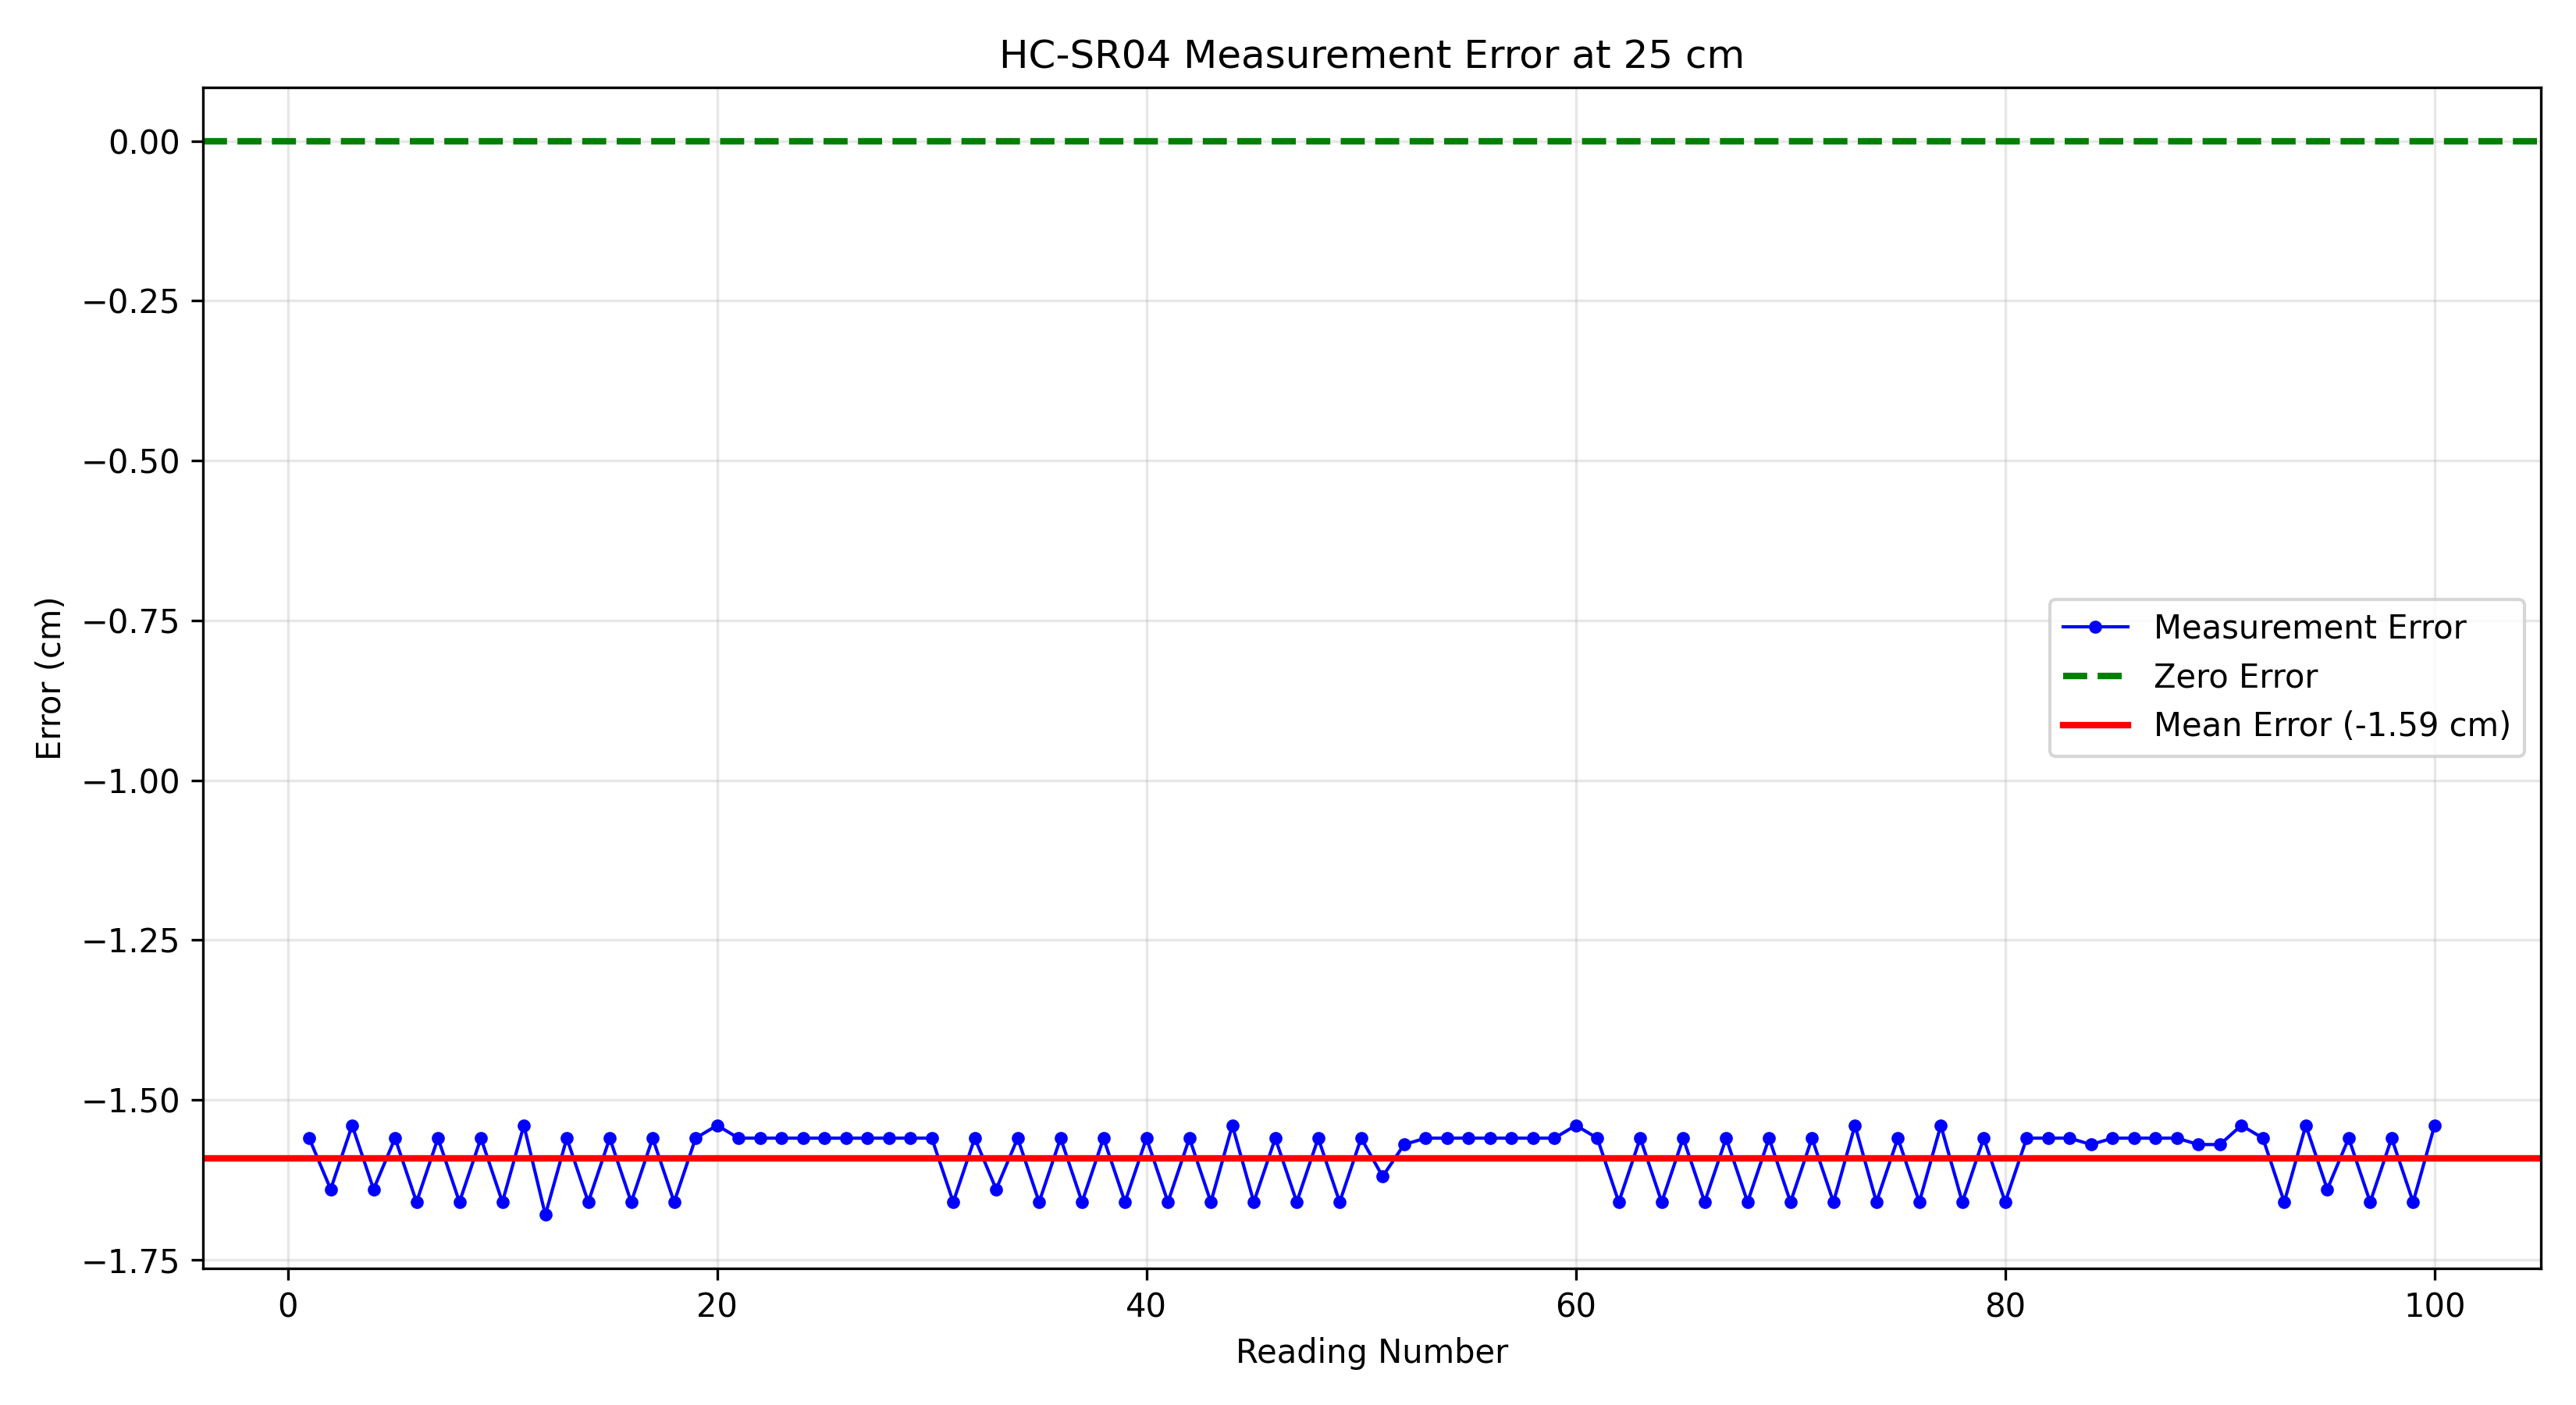 HC-SR04 Measurement Error at 25 cm
0.00
−0.25
−0.50
−0.75
−1.00
−1.25
−1.50
−1.75
Error (cm)
Measurement Error
Zero Error
Mean Error (-1.59 cm)
0 20 40 60 80 100
Reading Number